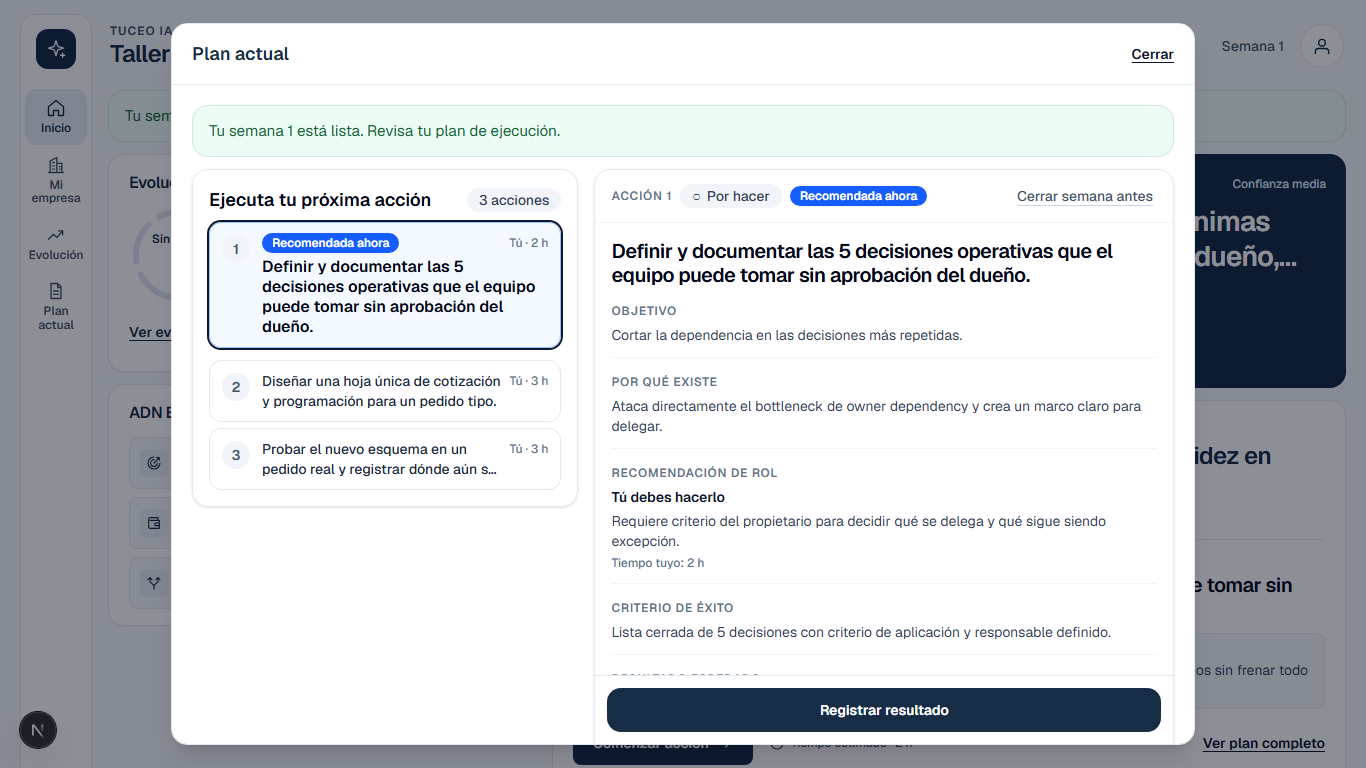 TUCEO IA
Taller
Semana 1
Inicio
Mi
empresa
Evolución
Plan
actual
Tu sem
Evolu
Sin
Ver ev
ADN E
Confianza media
nimas
dueño,...
idez en
e tomar sin
os sin frenar todo
Ver plan completo
Plan actual
Cerrar
Tu semana 1 está lista. Revisa tu plan de ejecución.
Ejecuta tu próxima acción
3 acciones
1
Recomendada ahora
Tú · 2 h
Definir y documentar las 5
decisiones operativas que el equipo
puede tomar sin aprobación del
dueño.
2
Diseñar una hoja única de cotización
y programación para un pedido tipo.
Tú · 3 h
3
Probar el nuevo esquema en un
pedido real y registrar dónde aún s...
Tú · 3 h
ACCIÓN 1
Por hacer
Recomendada ahora
Cerrar semana antes
Definir y documentar las 5 decisiones operativas que el
equipo puede tomar sin aprobación del dueño.
OBJETIVO
Cortar la dependencia en las decisiones más repetidas.
POR QUÉ EXISTE
Ataca directamente el bottleneck de owner dependency y crea un marco claro para
delegar.
RECOMENDACIÓN DE ROL
Tú debes hacerlo
Requiere criterio del propietario para decidir qué se delega y qué sigue siendo
excepción.
Tiempo tuyo: 2 h
CRITERIO DE ÉXITO
Lista cerrada de 5 decisiones con criterio de aplicación y responsable definido.
Registrar resultado
N